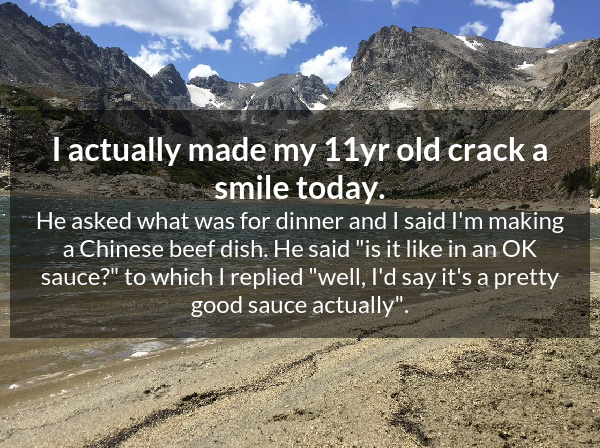 I actually made my 11yr old crack a
smile today.
He asked what was for dinner and I said I'm making
a Chinese beef dish. He said "is it like in an OK
sauce?" to which I replied "well, I'd say it's a pretty
good sauce actually".